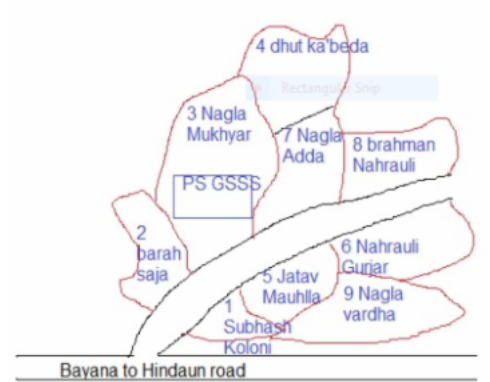 4 dhut ka'beda
Rectangular Snip
3 Nagla
Mukhyar
7 Nagla
Adda
8 brahman
Nahrauli
PS GSSS
2
barah
saja
6 Nahrauli
Gurjar
5 Jatav
Mauhlla
9 Nagla
vardha
1
Subhash
Koloni
Bayana to Hindaun road